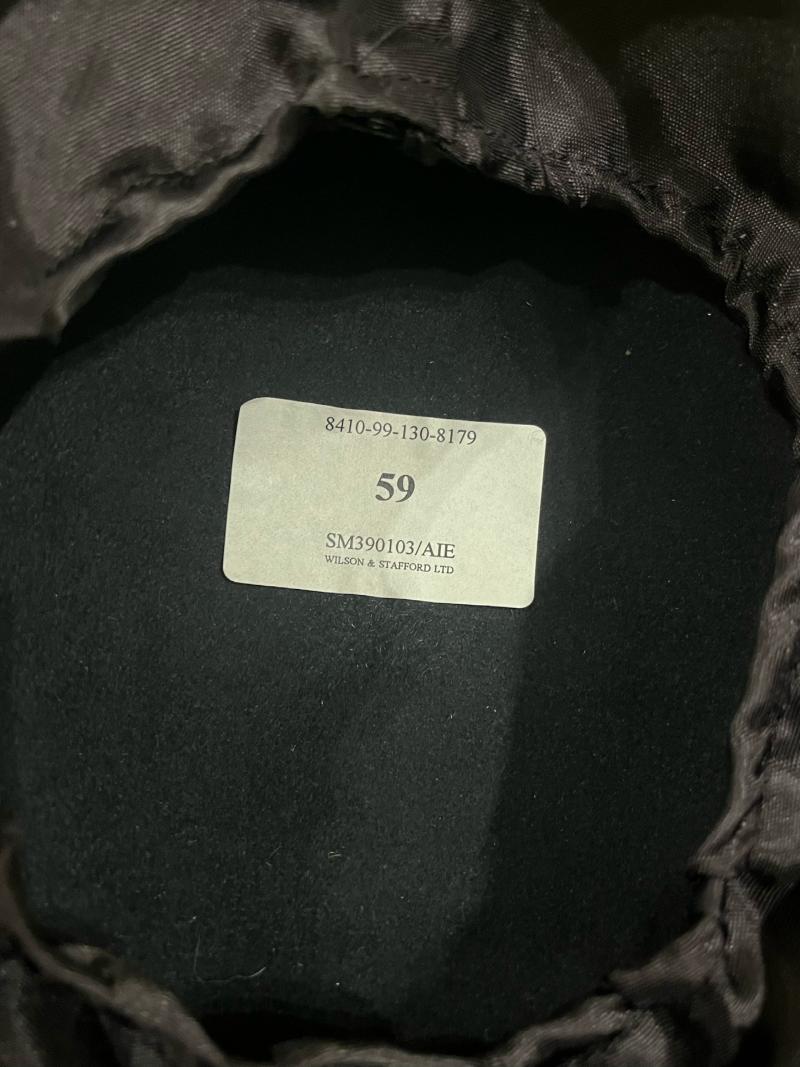 8410-99-130-8179
59
SM390103/AIE
WILSON & STAFFORD LTD